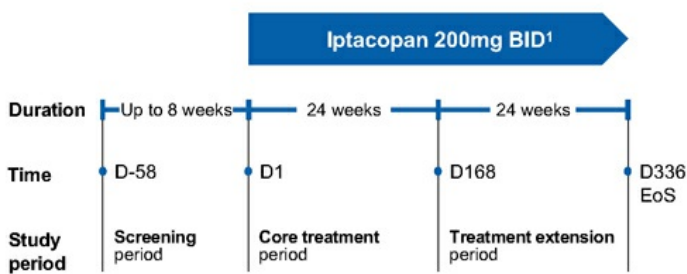 Iptacopan 200mg BID¹
Duration Up to 8 weeks 24 weeks 24 weeks
Time D-58 D1 D168 D336
EoS
Study period Screening period Core treatment period Treatment extension period